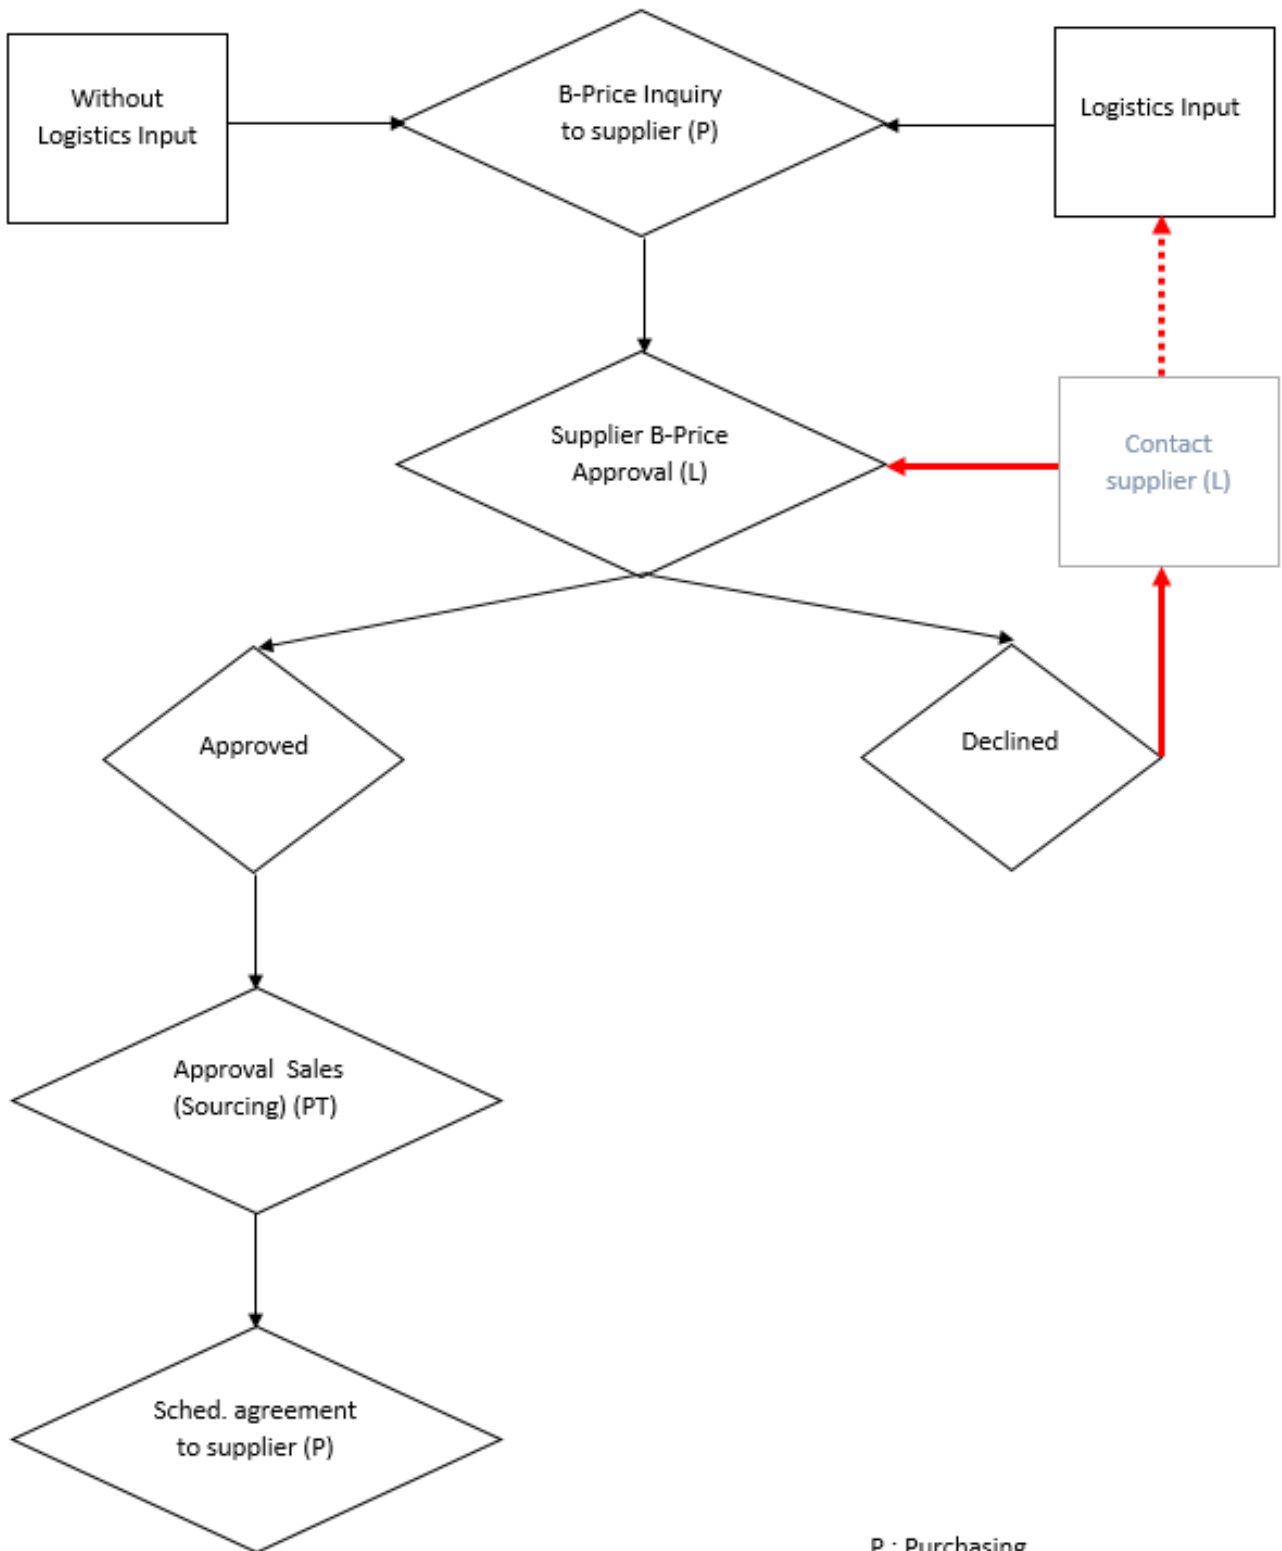 Without
Logistics Input
B-Price Inquiry
to supplier (P)
Logistics Input
Supplier B-Price
Approval (L)
Contact
supplier (L)
Approved
Declined
Approval  Sales
(Sourcing) (PT)
Sched. agreement
to supplier (P)
P : Purchasing